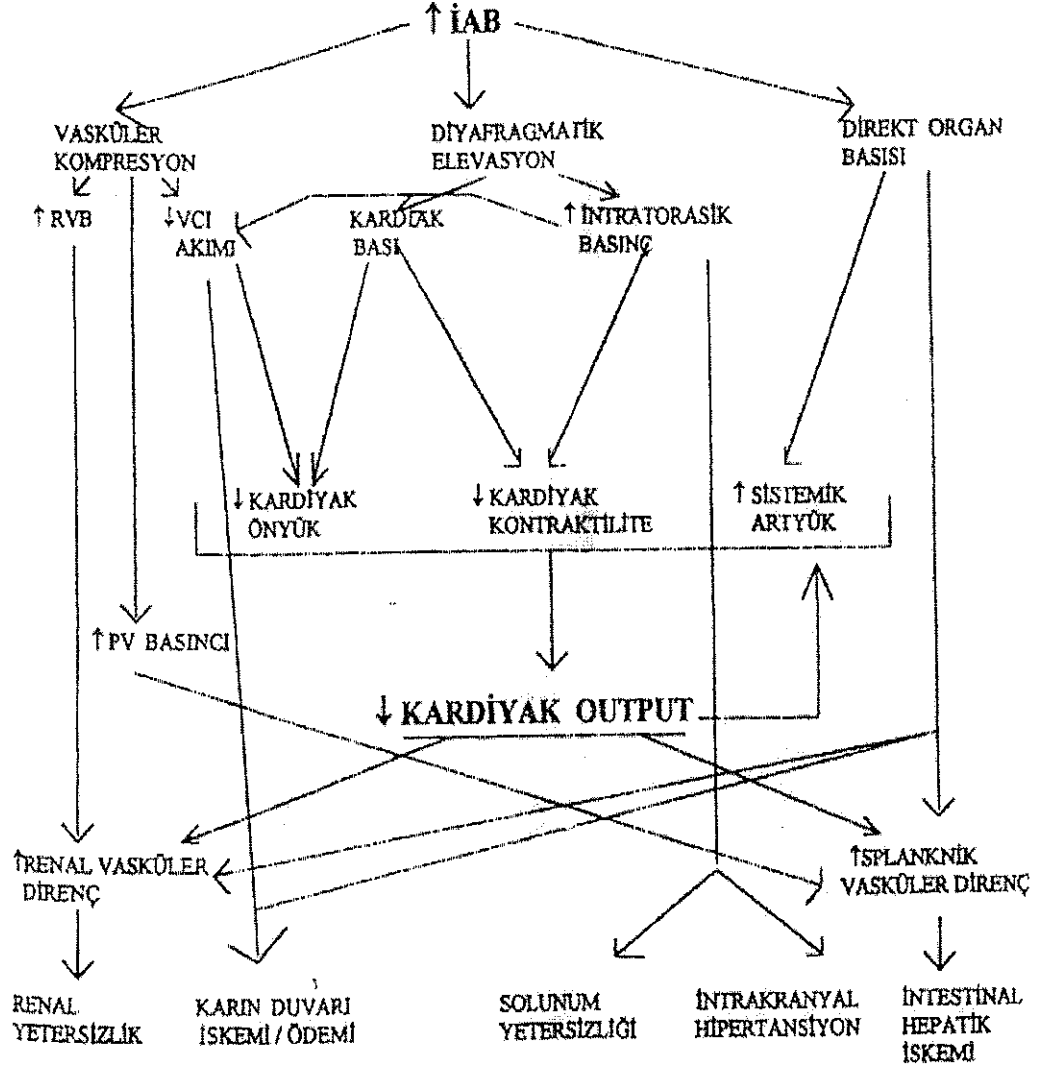 ↑ İAB
VASKÜLER
KOMPRESYON
DİYAFRAGMATİK
ELEVASYON
DİREKT ORGAN
BASISI
↑ RVB
↓ VCI
AKIMI
KARDİAK
BASI
↑ İNTRATORASİK
BASINÇ
↓ KARDİYAK
ÖNYÜK
↓ KARDİYAK
KONTRAKTİLİTE
↑ SİSTEMİK
ARTYÜK
↑ PV BASINCI
↓ KARDİYAK OUTPUT
↑RENAL VASKÜLER
DİRENÇ
↑SPLANKNİK
VASKÜLER DİRENÇ
RENAL
YETERSİZLİK
KARIN DUVARI
İSKEMİ / ÖDEMİ
SOLUNUM
YETERSİZLİĞİ
İNTRAKRANYAL
HİPERTANSİYON
İNTESTİNAL
HEPATİK
İSKEMİ